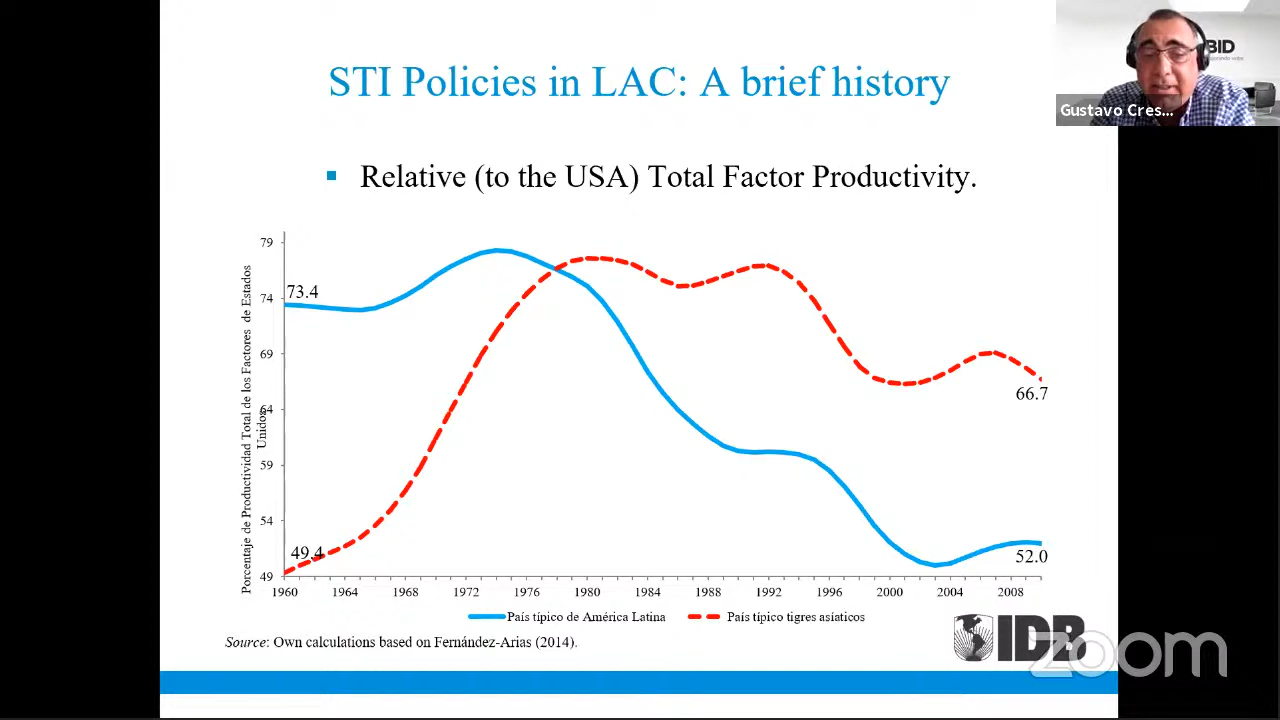 STI Policies in LAC: A brief history
BID
Gustavo Cres...
Relative (to the USA) Total Factor Productivity.
Porcentaje de Productividad Total de los Factores de Estados
Unidos
79
74
69
64
59
54
49
73.4
49.4
66.7
52.0
1960 1964 1968 1972 1976 1980 1984 1988 1992 1996 2000 2004 2008
País típico de América Latina País típico tigres asíaticos
Source: Own calculations based on Fernández-Arias (2014).
IDB
zoom